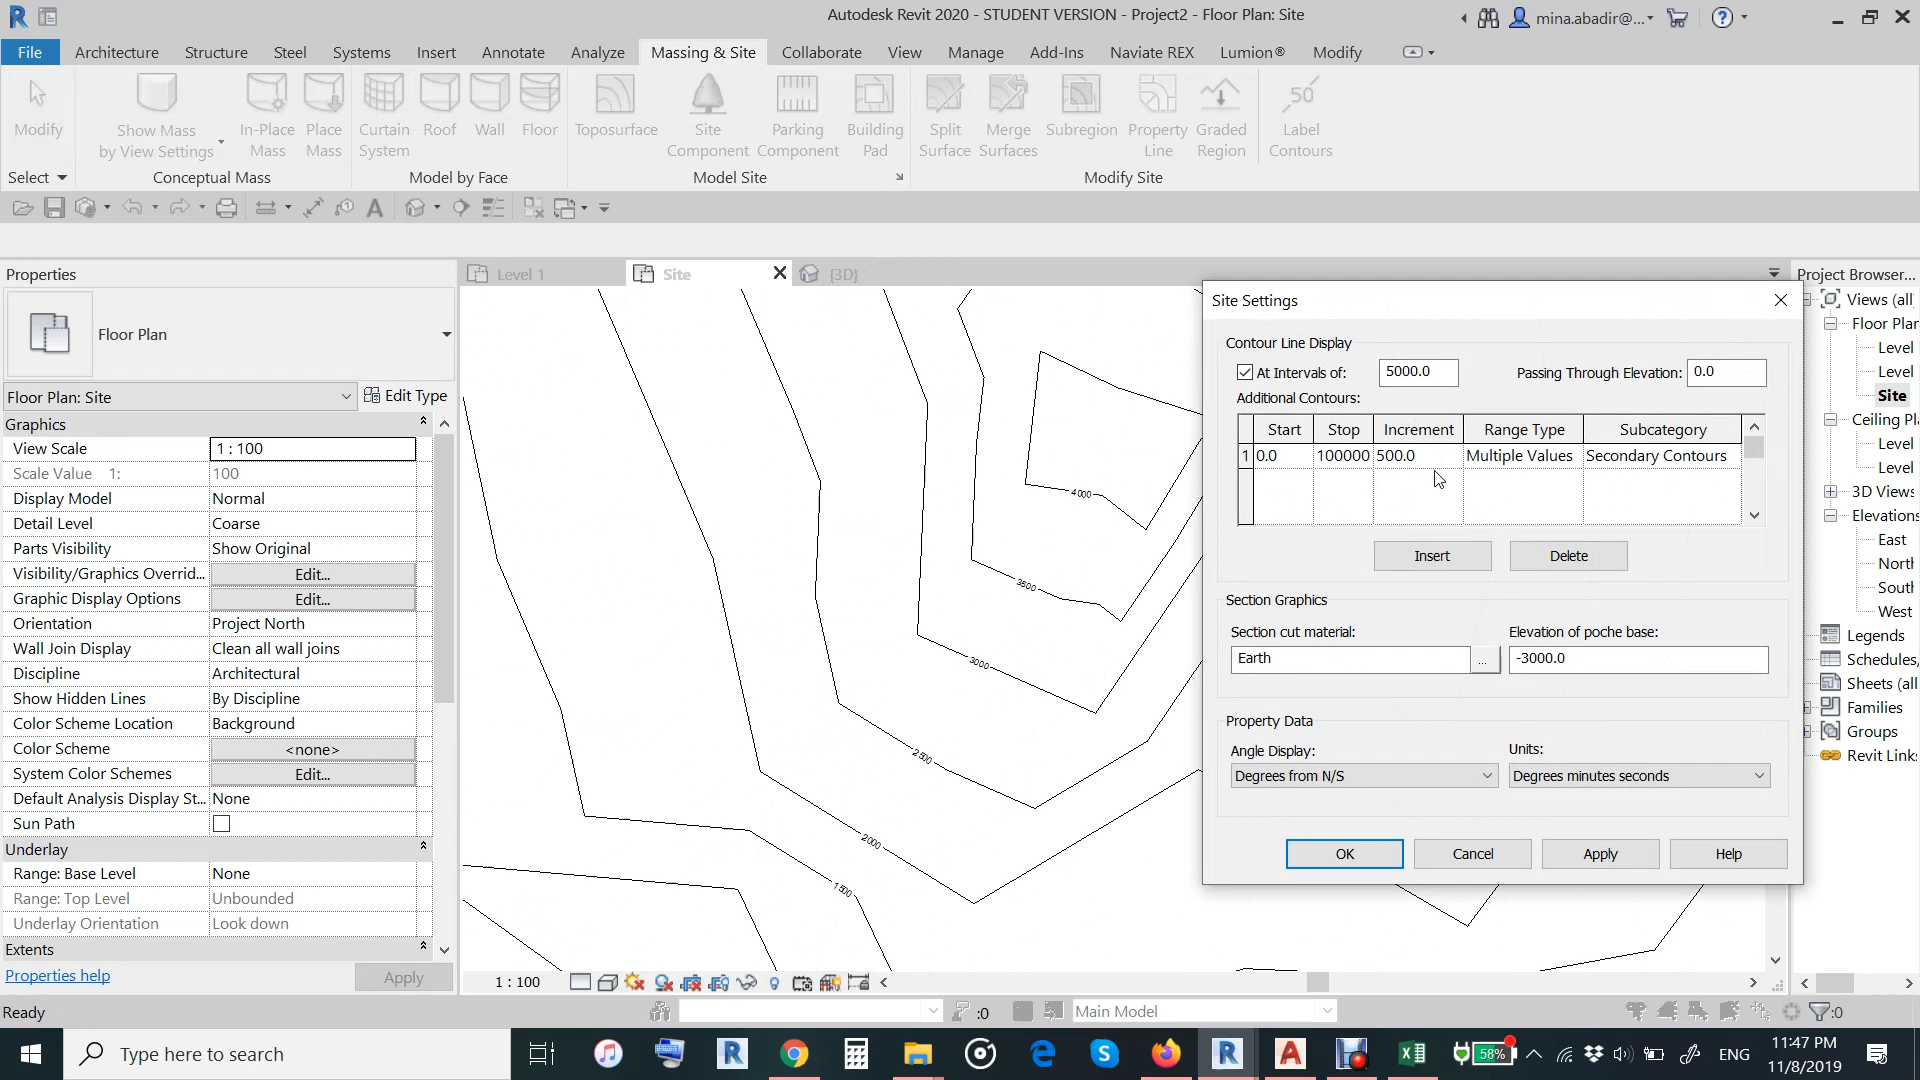 Autodesk Revit 2020 - STUDENT VERSION - Project2 - Floor Plan: Site
mina.abadir@...
File Architecture Structure Steel Systems Insert Annotate Analyze Massing & Site Collaborate View Manage Add-Ins Naviate REX Lumion® Modify
Modify
Show Mass by View Settings
In-Place Mass
Place Mass
Curtain System
Roof
Wall
Floor
Toposurface
Site Component
Parking Component
Building Pad
Split Surface
Merge Surfaces
Subregion
Property Line
Graded Region
50
Label Contours
Select
Conceptual Mass
Model by Face
Model Site
Modify Site
Properties
Level 1
Site
{3D}
Project Browser...
Floor Plan
Floor Plan: Site
Edit Type
Graphics
View Scale 1 : 100
Scale Value 1: 100
Display Model Normal
Detail Level Coarse
Parts Visibility Show Original
Visibility/Graphics Overrid... Edit...
Graphic Display Options Edit...
Orientation Project North
Wall Join Display Clean all wall joins
Discipline Architectural
Show Hidden Lines By Discipline
Color Scheme Location Background
Color Scheme <none>
System Color Schemes Edit...
Default Analysis Display St... None
Sun Path
Underlay
Range: Base Level None
Range: Top Level Unbounded
Underlay Orientation Look down
Extents
Properties help
Apply
4000
3500
3000
2500
2000
1500
Site Settings
Contour Line Display
At Intervals of: 5000.0
Passing Through Elevation: 0.0
Additional Contours:
Start Stop Increment Range Type Subcategory
1 0.0 100000 500.0 Multiple Values Secondary Contours
Insert
Delete
Section Graphics
Section cut material:
Elevation of poche base:
Earth
...
-3000.0
Property Data
Angle Display:
Units:
Degrees from N/S
Degrees minutes seconds
OK
Cancel
Apply
Help
Views (all
Floor Plan
Level
Level
Site
Ceiling Pl
Level
Level
3D Views
Elevations
East
North
South
West
Legends
Schedules,
Sheets (all
Families
Groups
Revit Links
1 : 100
Ready
:0
Main Model
:0
Type here to search
58%
ENG
11:47 PM
11/8/2019